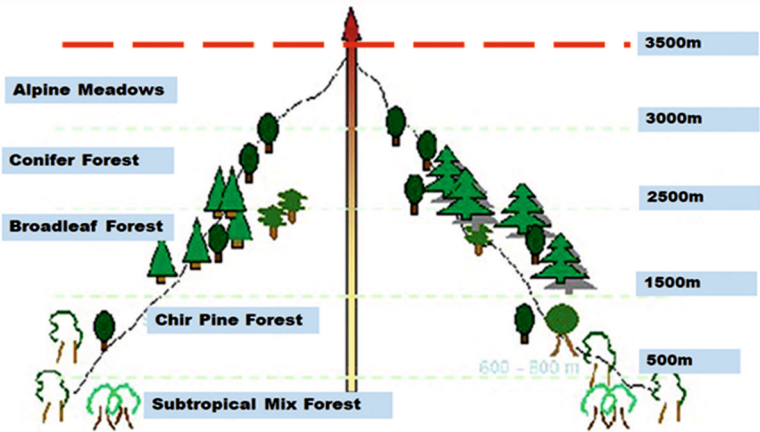 3500m
Alpine Meadows
3000m
Conifer Forest
2500m
Broadleaf Forest
1500m
Chir Pine Forest
500m
600 - 800 m
Subtropical Mix Forest